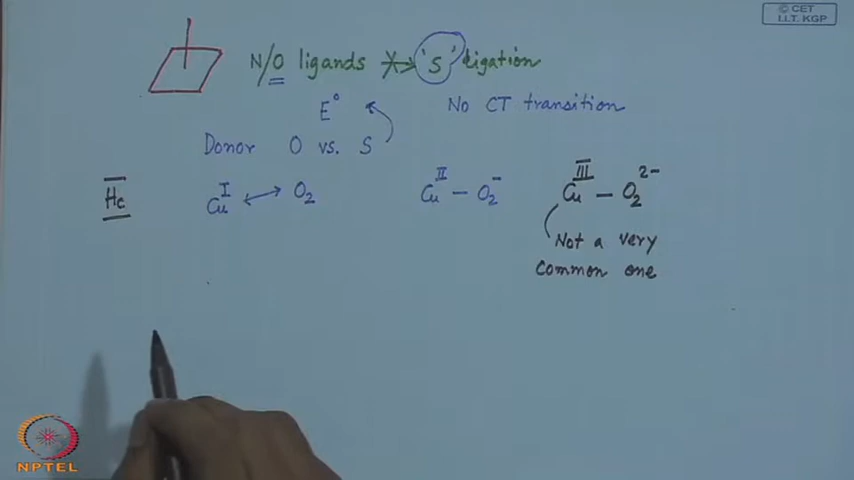 © CET
I.I.T. KGP
N/O ligands 'S' ligation
E° No CT transition
Donor O vs. S
Hc Cu^I ↔ O2 Cu^II – O2^- Cu^III – O2^2-
Not a very
common one
NPTEL